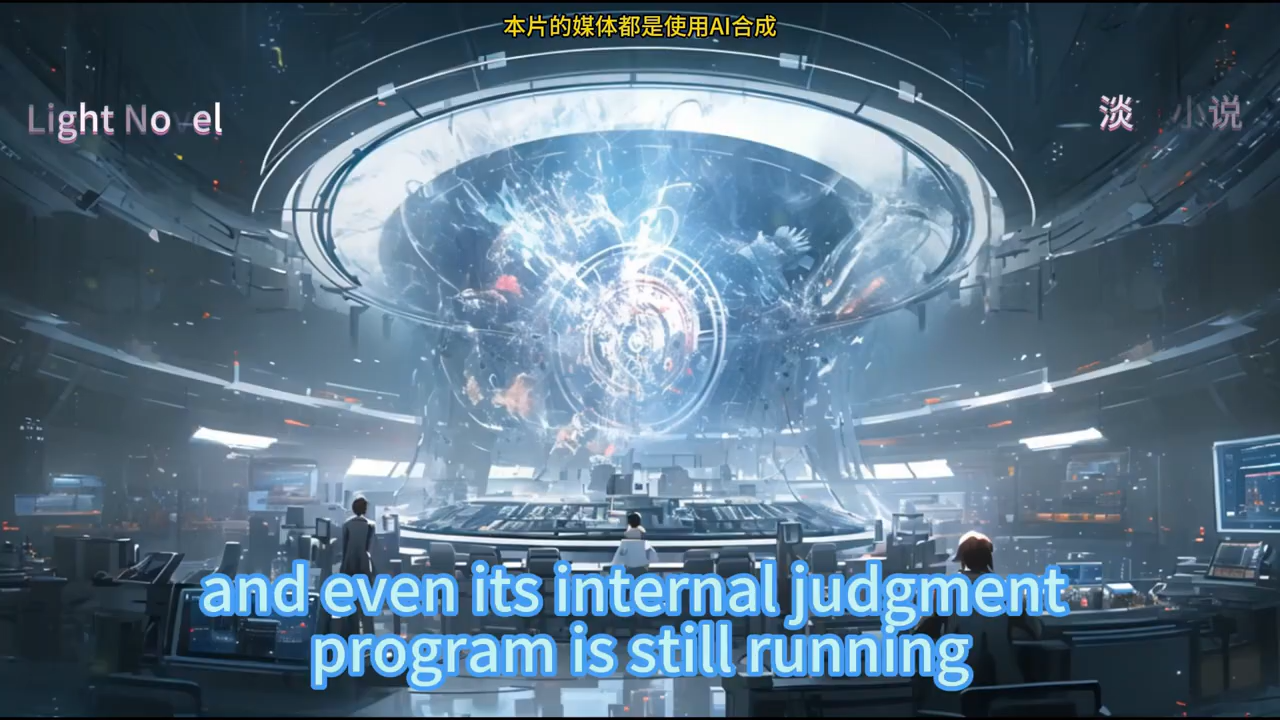 本片的媒体都是使用AI合成
Light No el
淡 小说
and even its internal judgment
program is still running